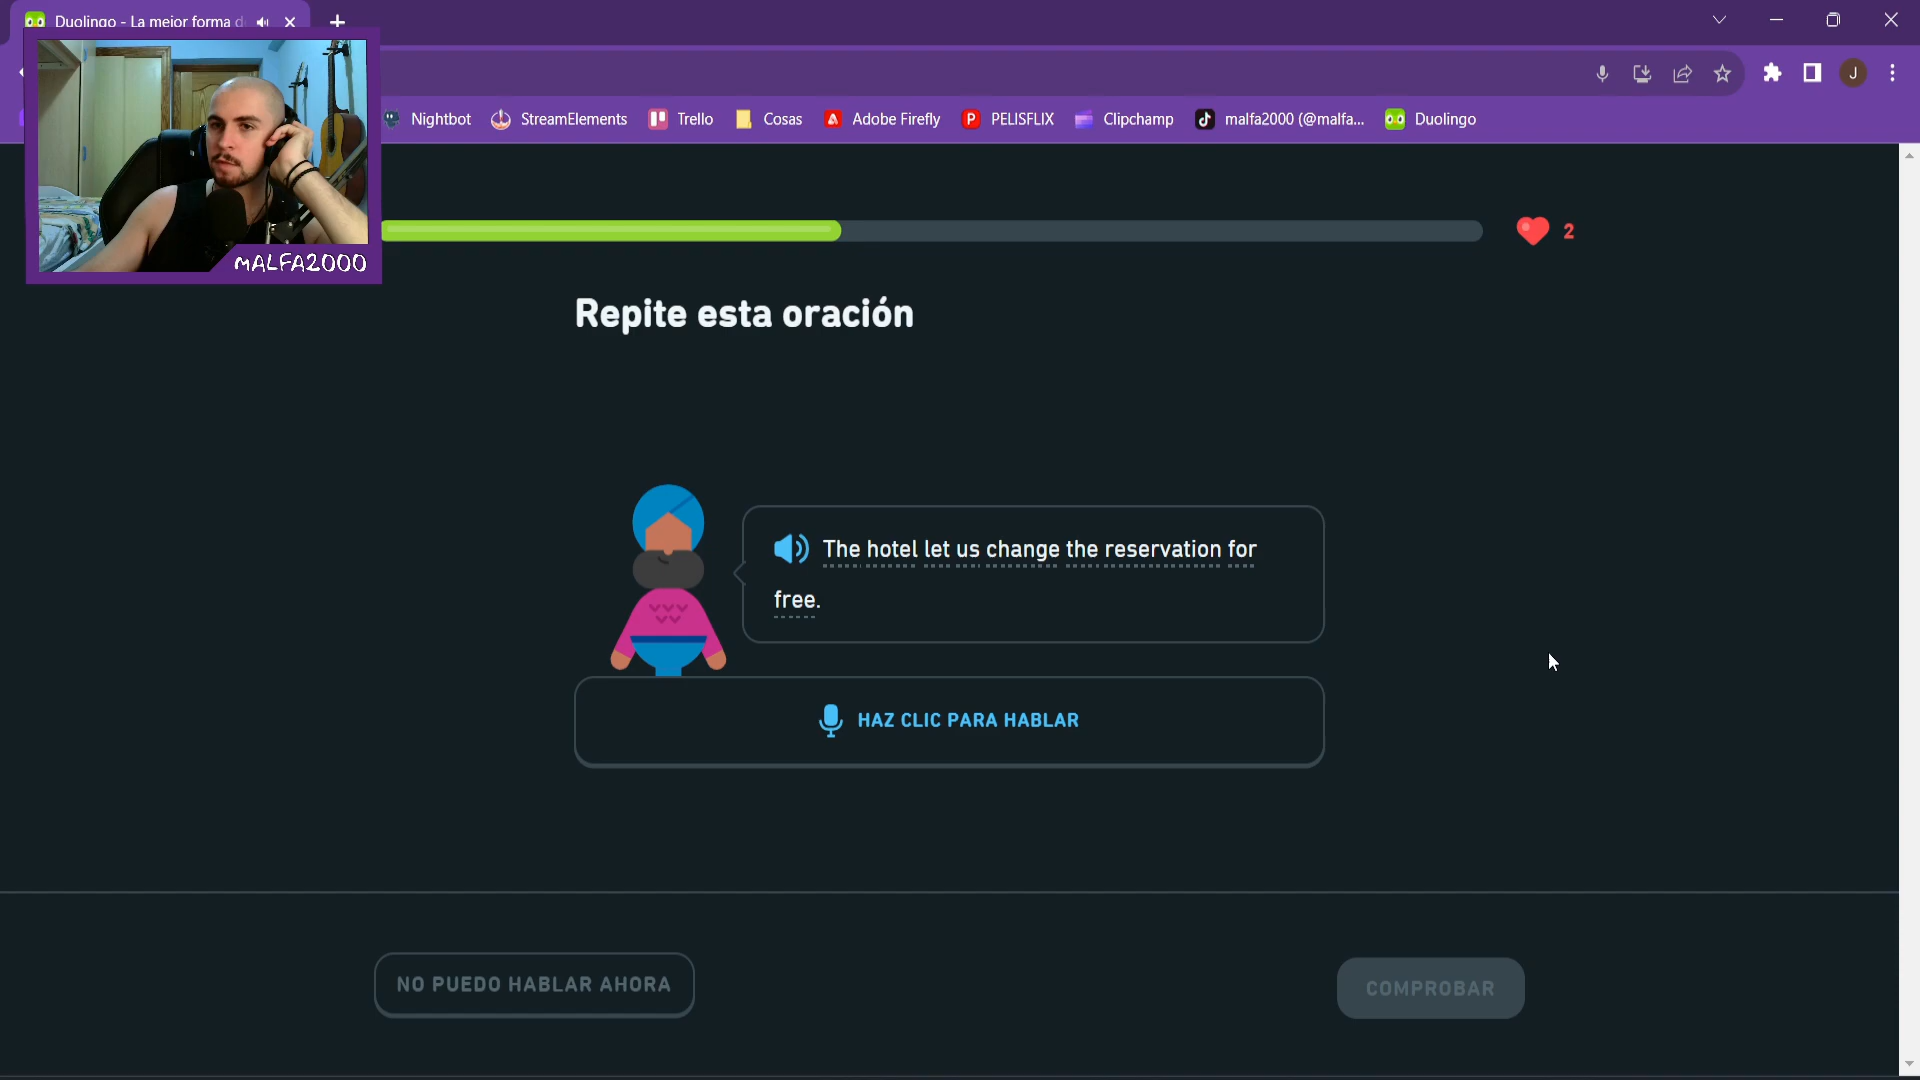 Duolingo - La mejor forma d
J
Nightbot
StreamElements
Trello
Cosas
Adobe Firefly
P
PELISFLIX
Clipchamp
malfa2000 (@malfa...
Duolingo
MALFA2000
2
Repite esta oración
The hotel let us change the reservation for
free.
HAZ CLIC PARA HABLAR
NO PUEDO HABLAR AHORA
COMPROBAR